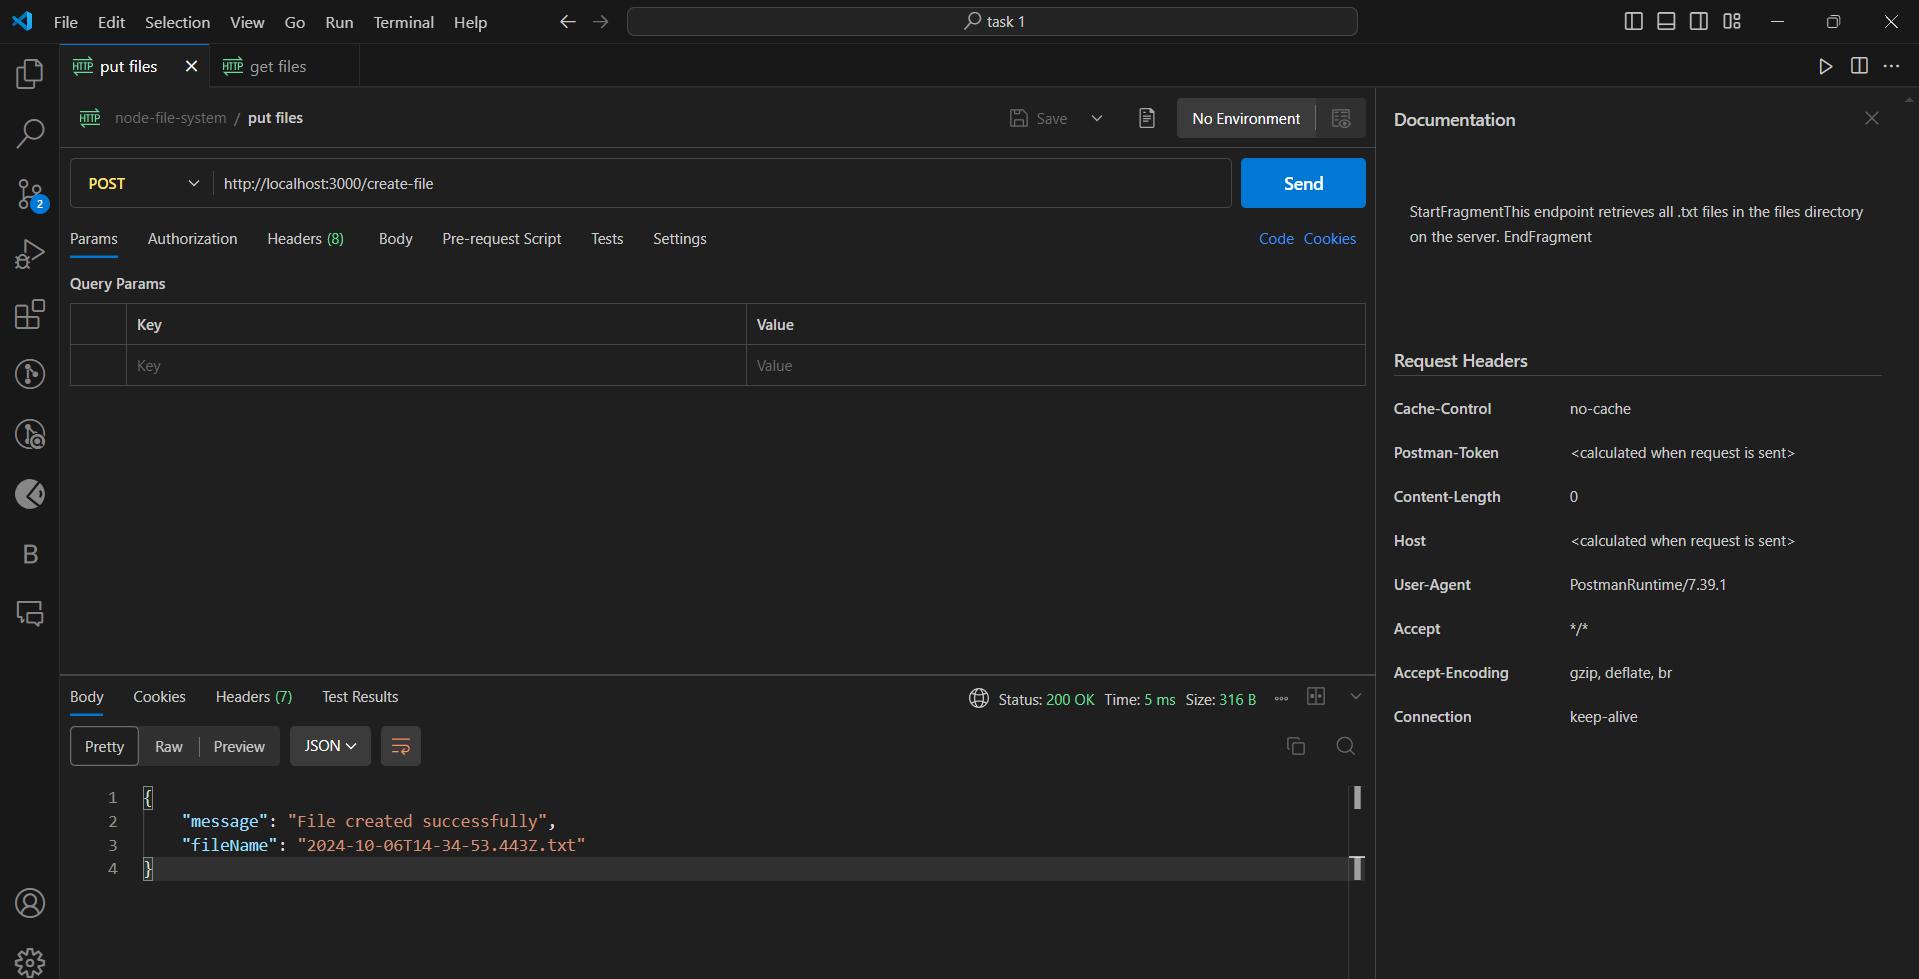 File Edit Selection View Go Run Terminal Help task 1
HTTP put files HTTP get files
HTTP node-file-system / put files Save No Environment
POST http://localhost:3000/create-file Send
Params Authorization Headers (8) Body Pre-request Script Tests Settings Code Cookies
Query Params
Key Value
Key Value
Body Cookies Headers (7) Test Results Status: 200 OK Time: 5 ms Size: 316 B
Pretty Raw Preview JSON
1 {
2 "message": "File created successfully",
3 "fileName": "2024-10-06T14-34-53.443Z.txt"
4 }
Documentation
StartFragmentThis endpoint retrieves all .txt files in the files directory
on the server. EndFragment
Request Headers
Cache-Control no-cache
Postman-Token <calculated when request is sent>
Content-Length 0
Host <calculated when request is sent>
User-Agent PostmanRuntime/7.39.1
Accept */*
Accept-Encoding gzip, deflate, br
Connection keep-alive
2
B